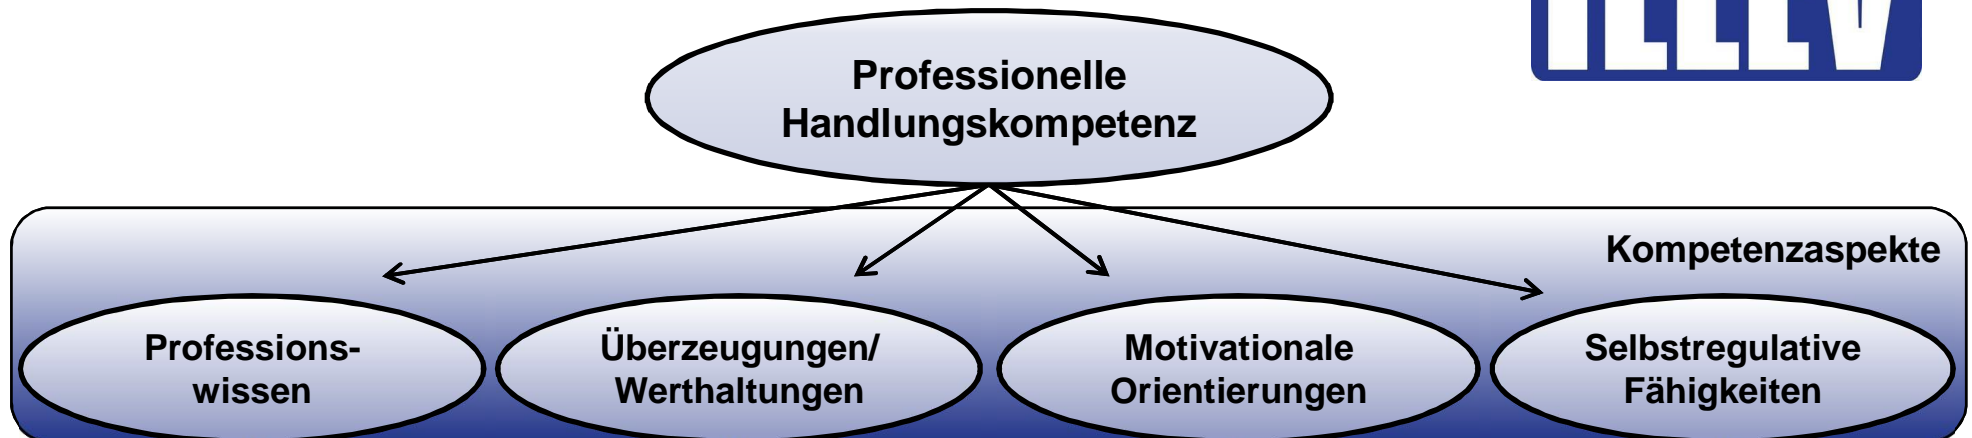 Professionelle
Handlungskompetenz
Kompetenzaspekte
Professions-
wissen
Überzeugungen/
Werthaltungen
Motivationale
Orientierungen
Selbstregulative
Fähigkeiten